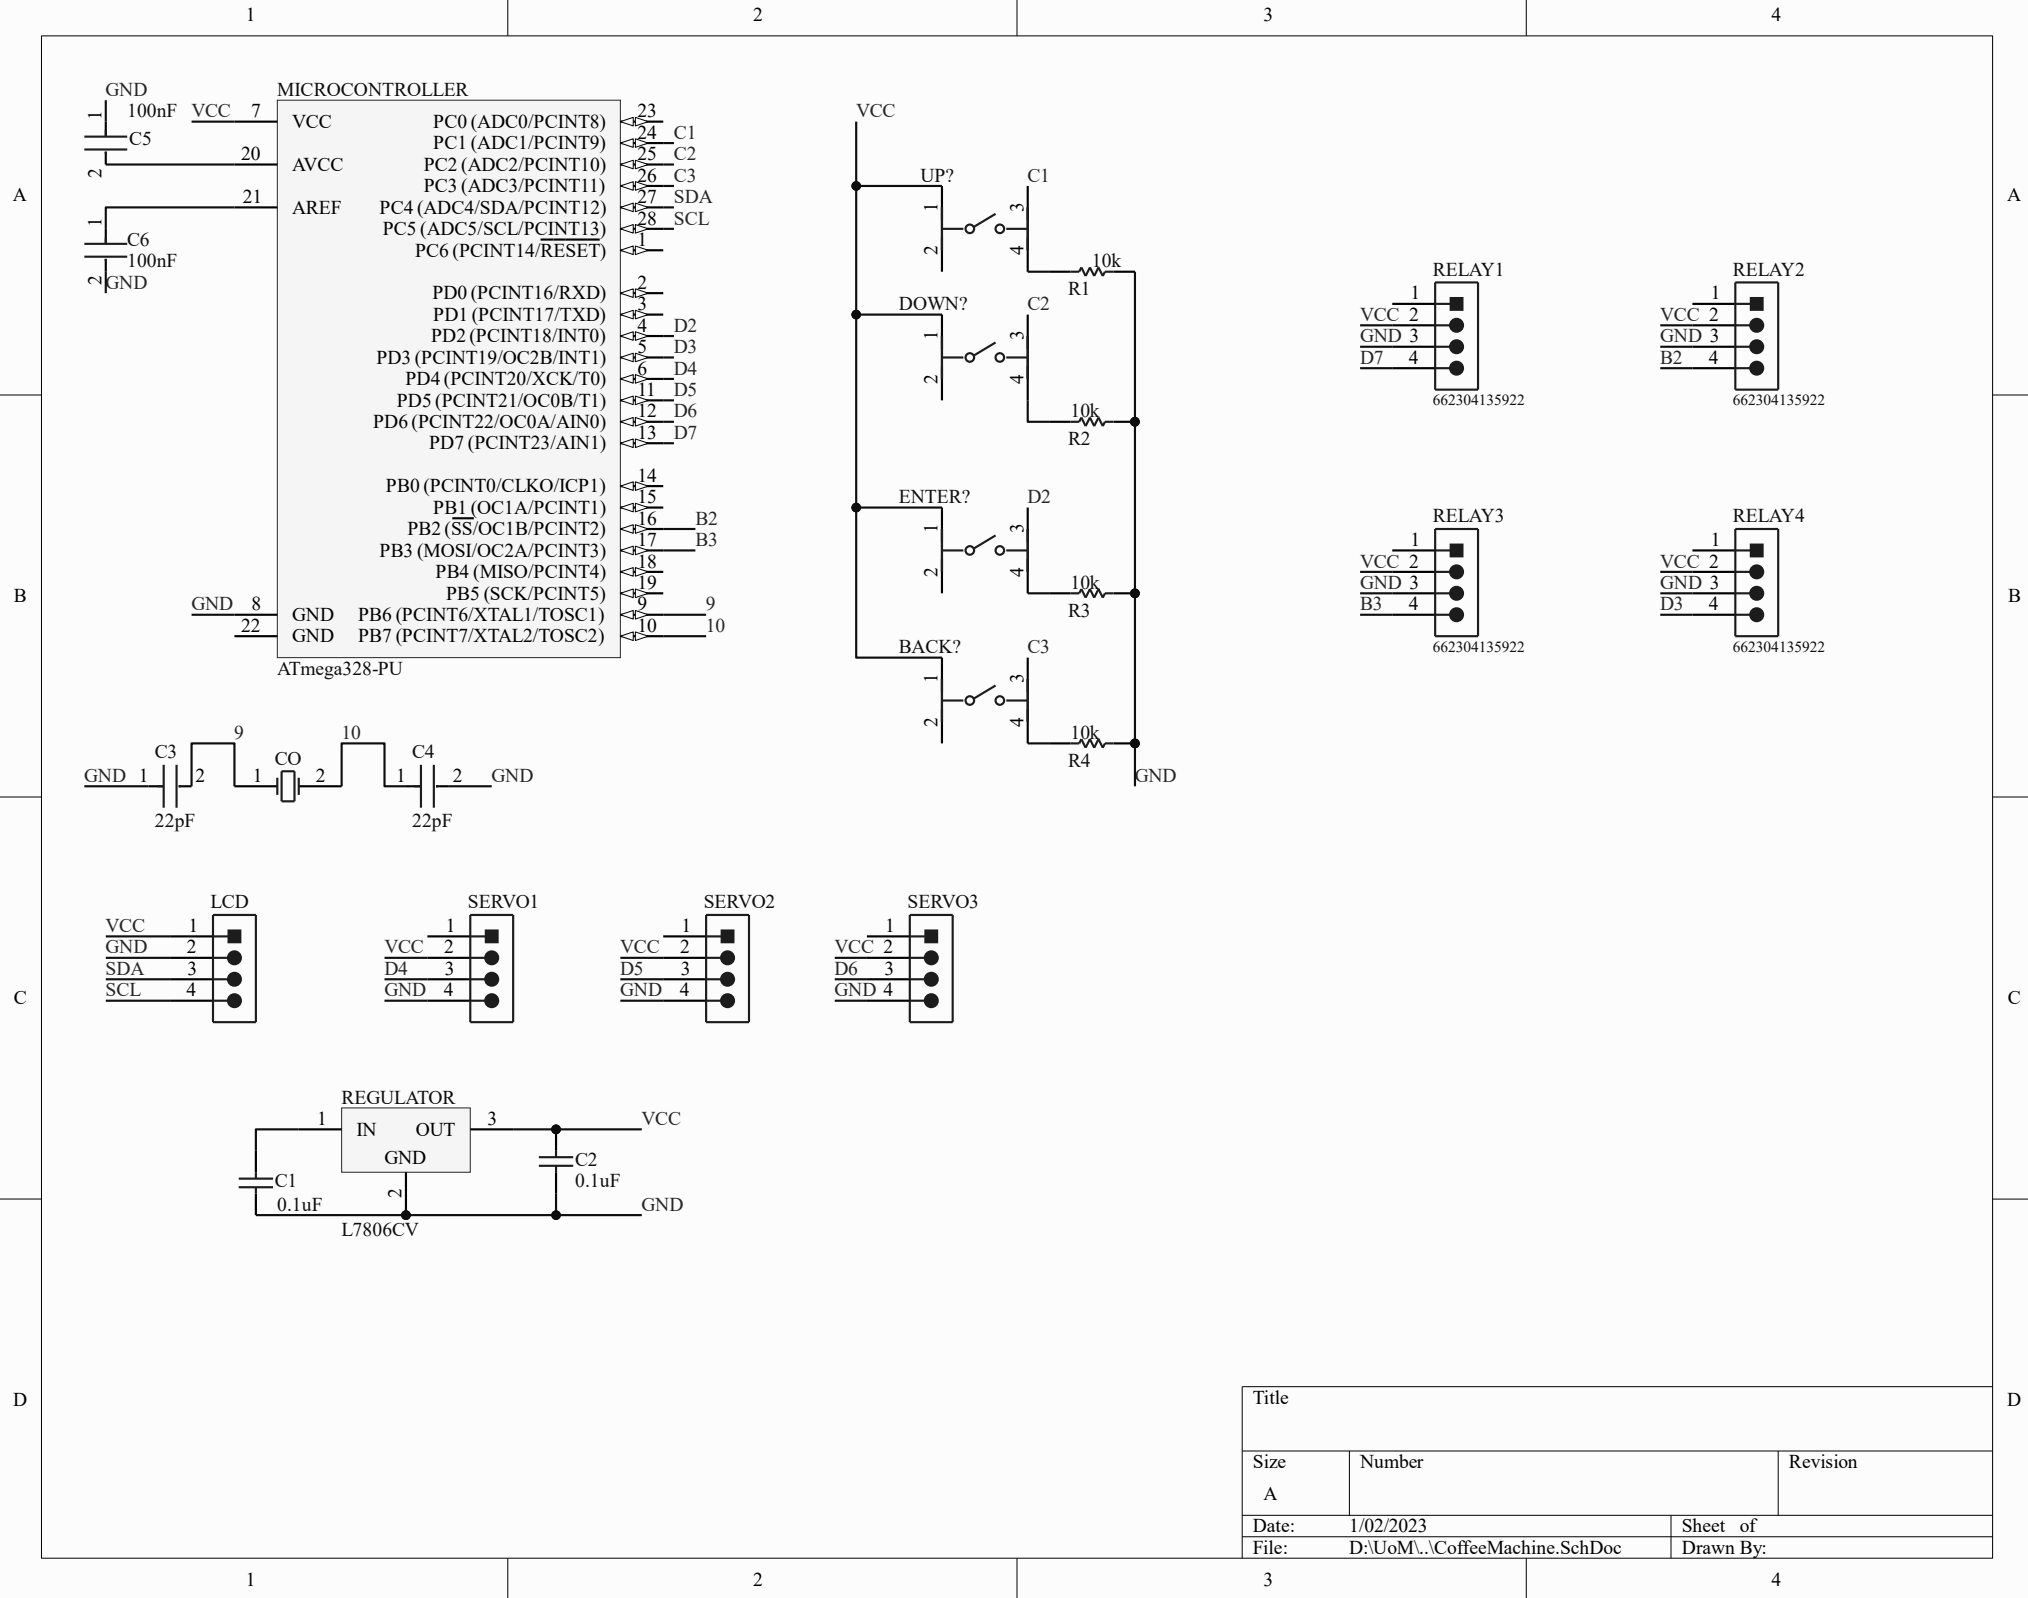 1 2 3 4
A A
B B
C C
D D
1 2 3 4
GND
1 100nF
C5
2
VCC 7
20
21
1
C6
100nF
2 GND
MICROCONTROLLER
VCC PC0 (ADC0/PCINT8) 23
PC1 (ADC1/PCINT9) 24 C1
AVCC PC2 (ADC2/PCINT10) 25 C2
PC3 (ADC3/PCINT11) 26 C3
AREF PC4 (ADC4/SDA/PCINT12) 27 SDA
PC5 (ADC5/SCL/PCINT13) 28 SCL
PC6 (PCINT14/RESET) 1
PD0 (PCINT16/RXD) 2
PD1 (PCINT17/TXD) 3
PD2 (PCINT18/INT0) 4 D2
PD3 (PCINT19/OC2B/INT1) 5 D3
PD4 (PCINT20/XCK/T0) 6 D4
PD5 (PCINT21/OC0B/T1) 11 D5
PD6 (PCINT22/OC0A/AIN0) 12 D6
PD7 (PCINT23/AIN1) 13 D7
PB0 (PCINT0/CLKO/ICP1) 14
PB1 (OC1A/PCINT1) 15
PB2 (SS/OC1B/PCINT2) 16 B2
PB3 (MOSI/OC2A/PCINT3) 17 B3
PB4 (MISO/PCINT4) 18
PB5 (SCK/PCINT5) 19
GND 8 GND PB6 (PCINT6/XTAL1/TOSC1) 9 9
22 GND PB7 (PCINT7/XTAL2/TOSC2) 10 10
ATmega328-PU
VCC
UP? C1
1 3
2 4
10k
R1
DOWN? C2
1 3
2 4
10k
R2
ENTER? D2
1 3
2 4
10k
R3
BACK? C3
1 3
2 4
10k
R4
GND
RELAY1
1
VCC 2
GND 3
D7 4
662304135922
RELAY2
1
VCC 2
GND 3
B2 4
662304135922
RELAY3
1
VCC 2
GND 3
B3 4
662304135922
RELAY4
1
VCC 2
GND 3
D3 4
662304135922
9 10
C3 CO C4
GND 1 2 1 2 1 2 GND
22pF 22pF
LCD
VCC 1
GND 2
SDA 3
SCL 4
SERVO1
1
VCC 2
D4 3
GND 4
SERVO2
1
VCC 2
D5 3
GND 4
SERVO3
1
VCC 2
D6 3
GND 4
REGULATOR
1 IN OUT 3 VCC
GND
2
C1
0.1uF
C2
0.1uF
GND
L7806CV
Title
Size Number Revision
A
Date: 1/02/2023 Sheet of
File: D:\UoM\..\CoffeeMachine.SchDoc Drawn By: